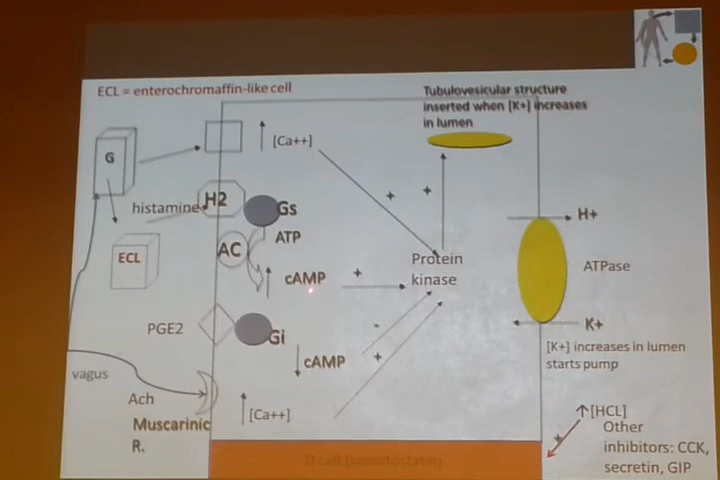 ECL = enterochromaffin-like cell
Tubulovesicular structure
inserted when [K+] increases
in lumen
G
[Ca++]
histamine
H2
Gs
ATP
AC
ECL
cAMP
+
+
+
Protein
kinase
H+
ATPase
K+
PGE2
Gi
cAMP
-
+
[K+] increases in lumen
starts pump
vagus
Ach
Muscarinic
R.
[Ca++]
[HCL]
+
Other
inhibitors: CCK,
secretin, GIP
D cell (somatostatin)